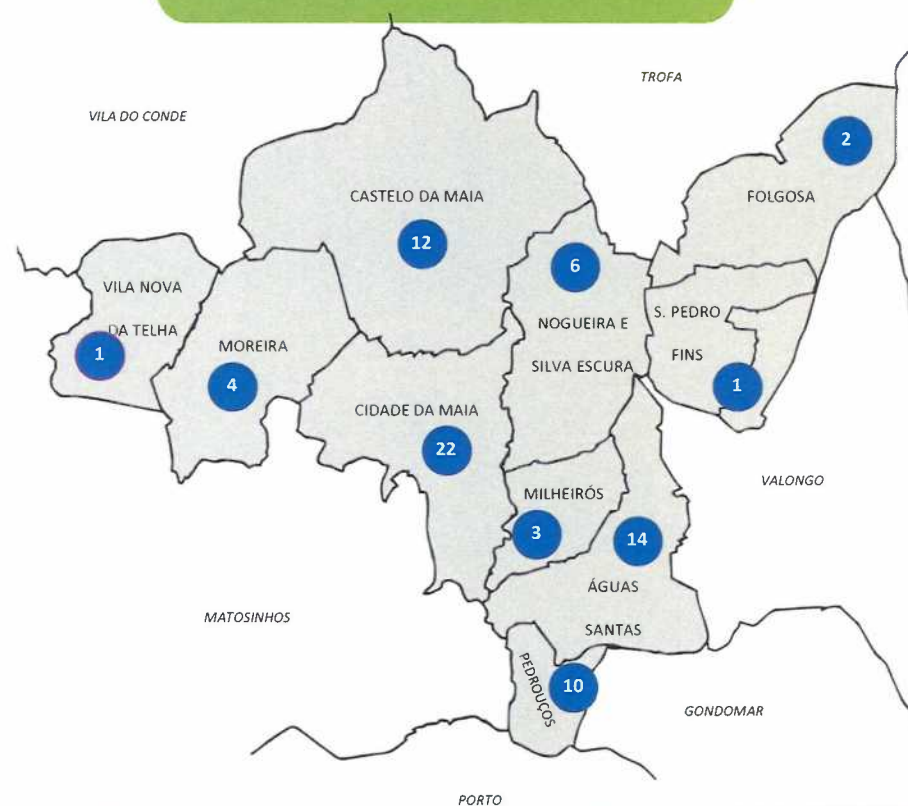 TROFA
VILA DO CONDE
2
CASTELO DA MAIA
FOLGOSA
12
6
VILA NOVA
DA TELHA
S. PEDRO
FINS
NOGUEIRA E
SILVA ESCURA
MOREIRA
1
4
1
CIDADE DA MAIA
22
VALONGO
MILHEIRÓS
3
14
ÁGUAS
SANTAS
MATOSINHOS
PEDROUÇOS
10
GONDOMAR
PORTO